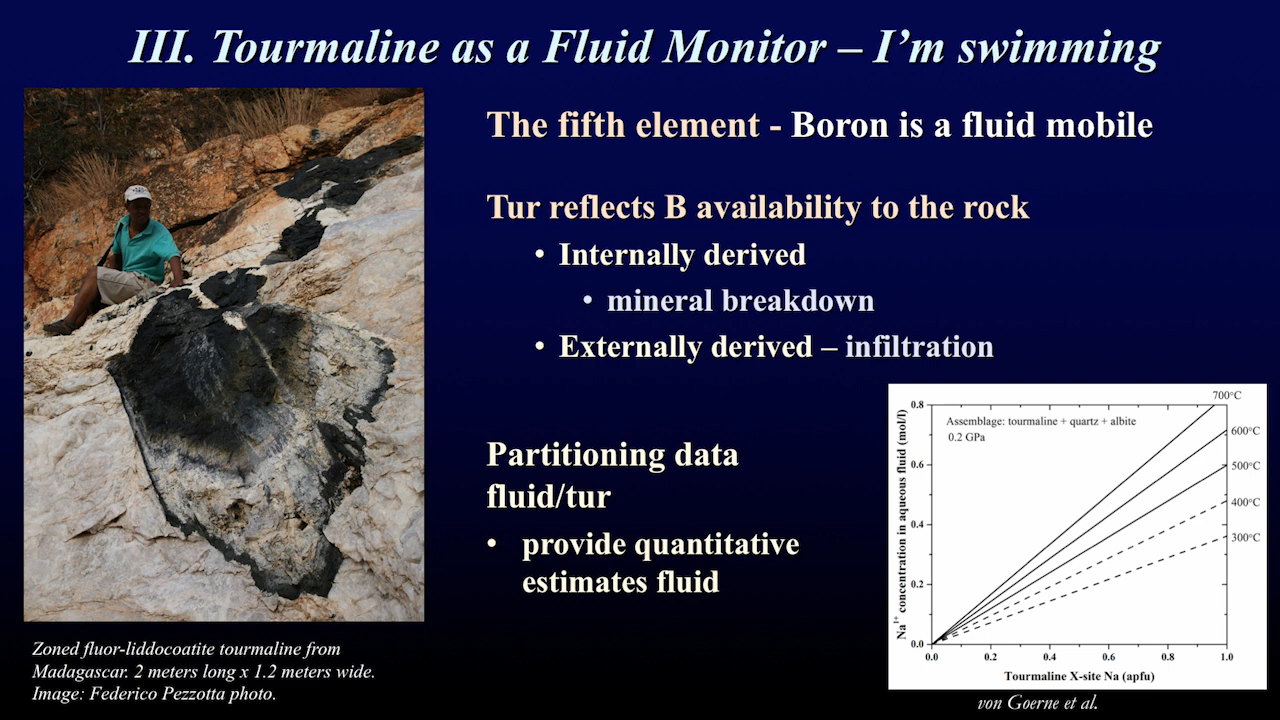 III. Tourmaline as a Fluid Monitor – I’m swimming
The fifth element - Boron is a fluid mobile
Tur reflects B availability to the rock
• Internally derived
• mineral breakdown
• Externally derived – infiltration
Partitioning data
fluid/tur
• provide quantitative
estimates fluid
Zoned fluor-liddocoatite tourmaline from
Madagascar. 2 meters long x 1.2 meters wide.
Image: Federico Pezzotta photo.
Assemblage: tourmaline + quartz + albite
0.2 GPa
700°C
600°C
500°C
400°C
300°C
Na¹⁺ concentration in aqueous fluid (mol/l)
0.8
0.6
0.4
0.2
0.0
0.0 0.2 0.4 0.6 0.8 1.0
Tourmaline X-site Na (apfu)
von Goerne et al.